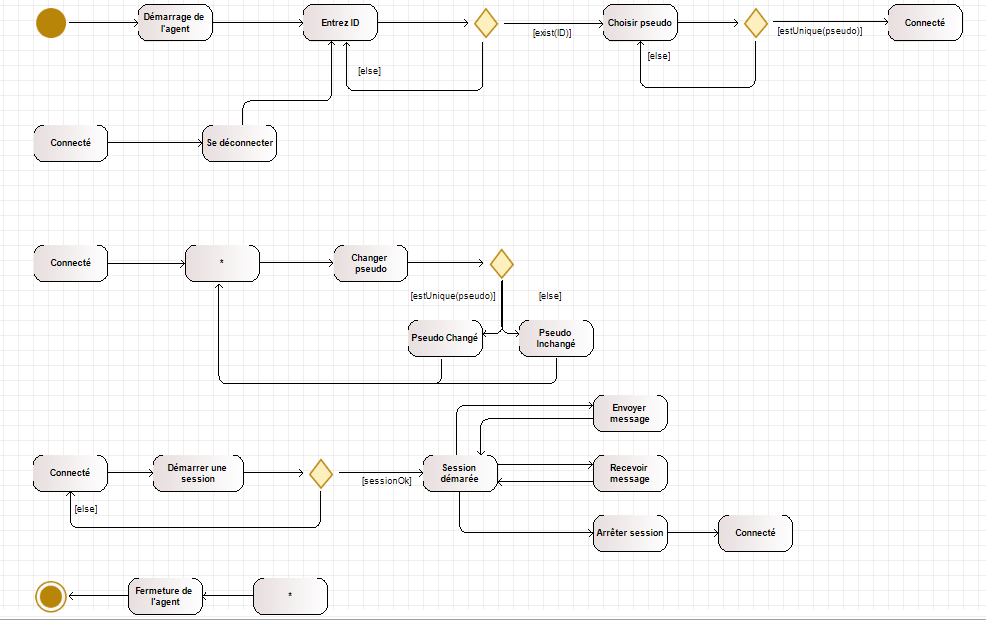 Démarrage de
l'agent
Entrez ID
[exist(ID)]
Choisir pseudo
[estUnique(pseudo)]
Connecté
[else]
[else]
Connecté
Se déconnecter
Connecté
*
Changer
pseudo
[estUnique(pseudo)]
[else]
Pseudo Changé
Pseudo
Inchangé
Envoyer
message
Connecté
Démarrer une
session
[sessionOk]
Session
démarée
Recevoir
message
[else]
Arrêter session
Connecté
Fermeture de
l'agent
*